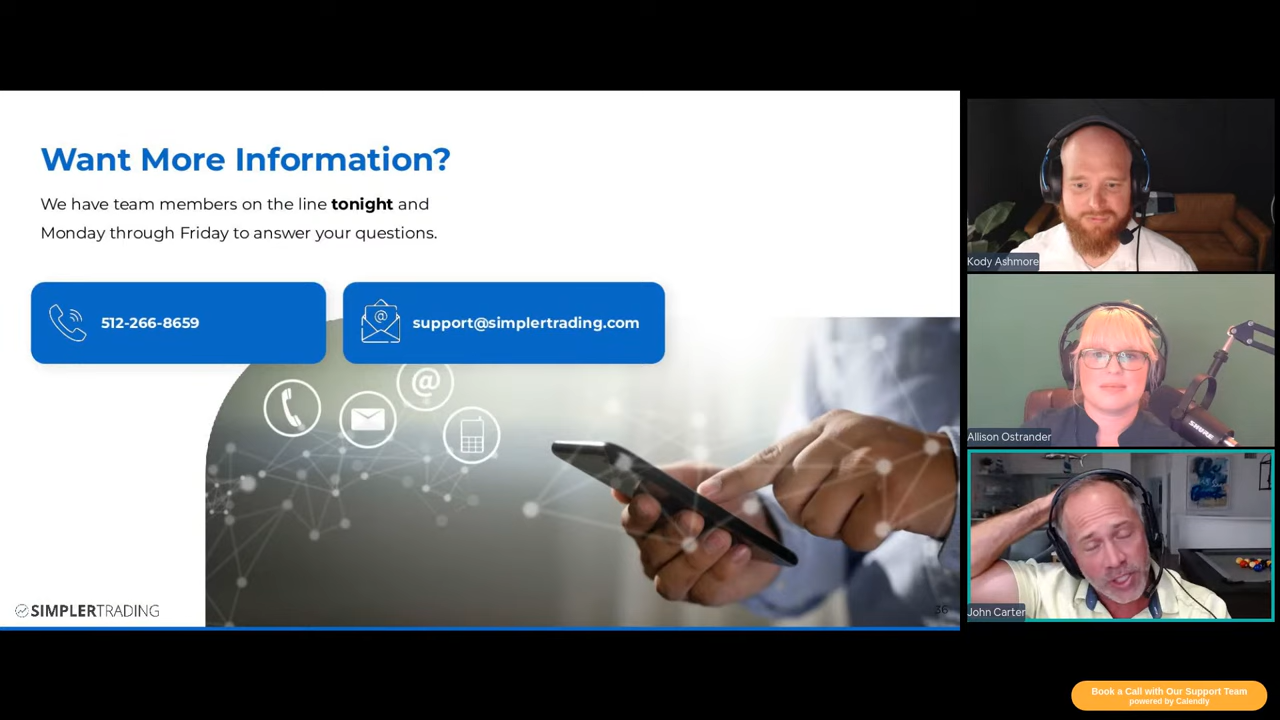 Want More Information?
We have team members on the line tonight and
Monday through Friday to answer your questions.
512-266-8659
support@simplertrading.com
@
@
SIMPLERTRADING
36
Kody Ashmore
SHURE
Allison Ostrander
John Carter
Book a Call with Our Support Team
powered by Calendly